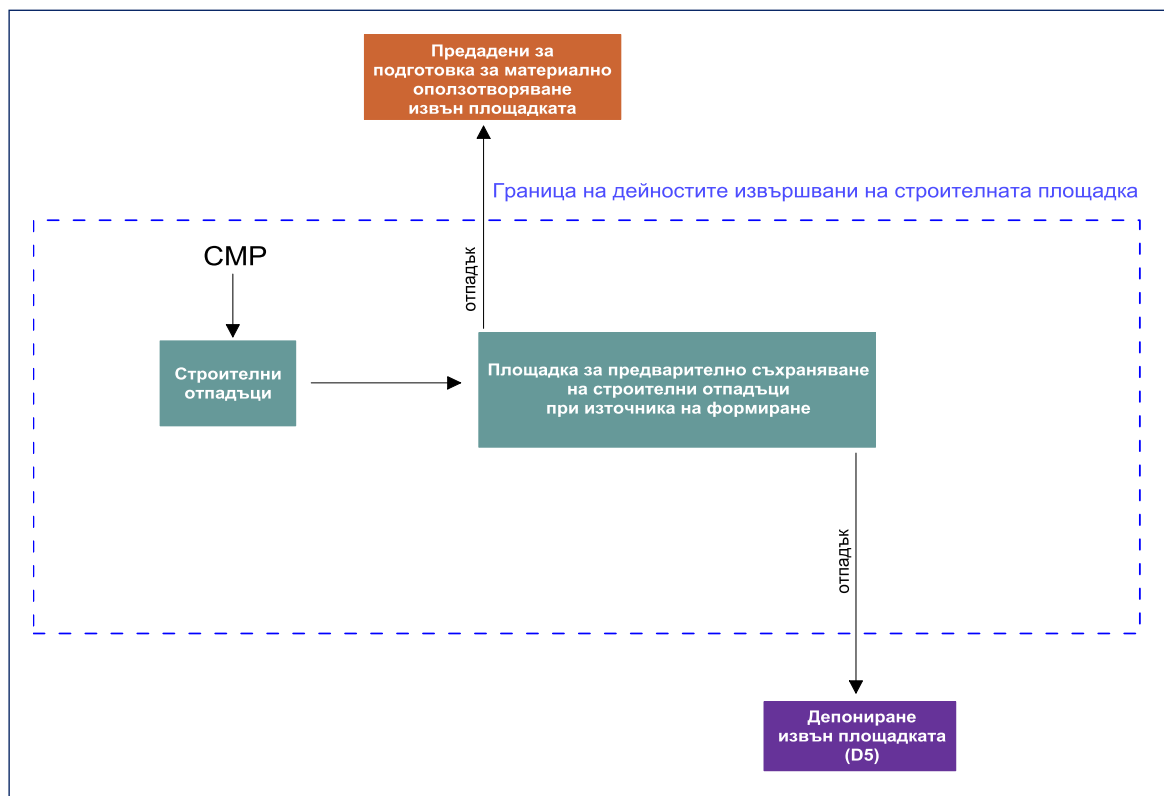 Предадени за
подготовка за материално
оползотворяване
извън площадката
Граница на дейностите извършвани на строителната площадка
отпадък
СМР
Строителни
отпадъци
Площадка за предварително съхраняване
на строителни отпадъци
при източника на формиране
отпадък
Депониране
извън площадката
(D5)